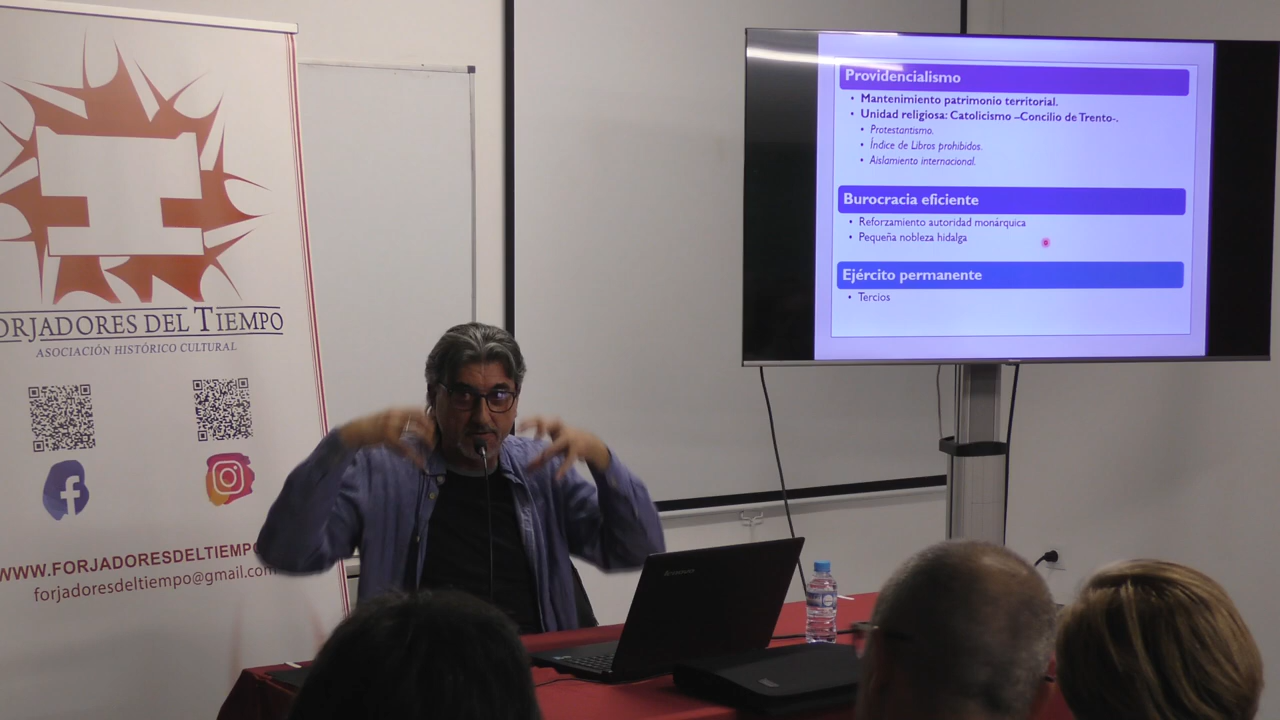 ORJADORES DEL TIEMPO
ASOCIACIÓN HISTÓRICO CULTURAL
WWW.FORJADORESDELTIEMPO
forjadoresdeltiempo@gmail.com
Providencialismo
• Mantenimiento patrimonio territorial.
• Unidad religiosa: Catolicismo –Concilio de Trento-.
• Protestantismo.
• Índice de Libros prohibidos.
• Aislamiento internacional.
Burocracia eficiente
• Reforzamiento autoridad monárquica
• Pequeña nobleza hidalga
Ejército permanente
• Tercios
lenovo